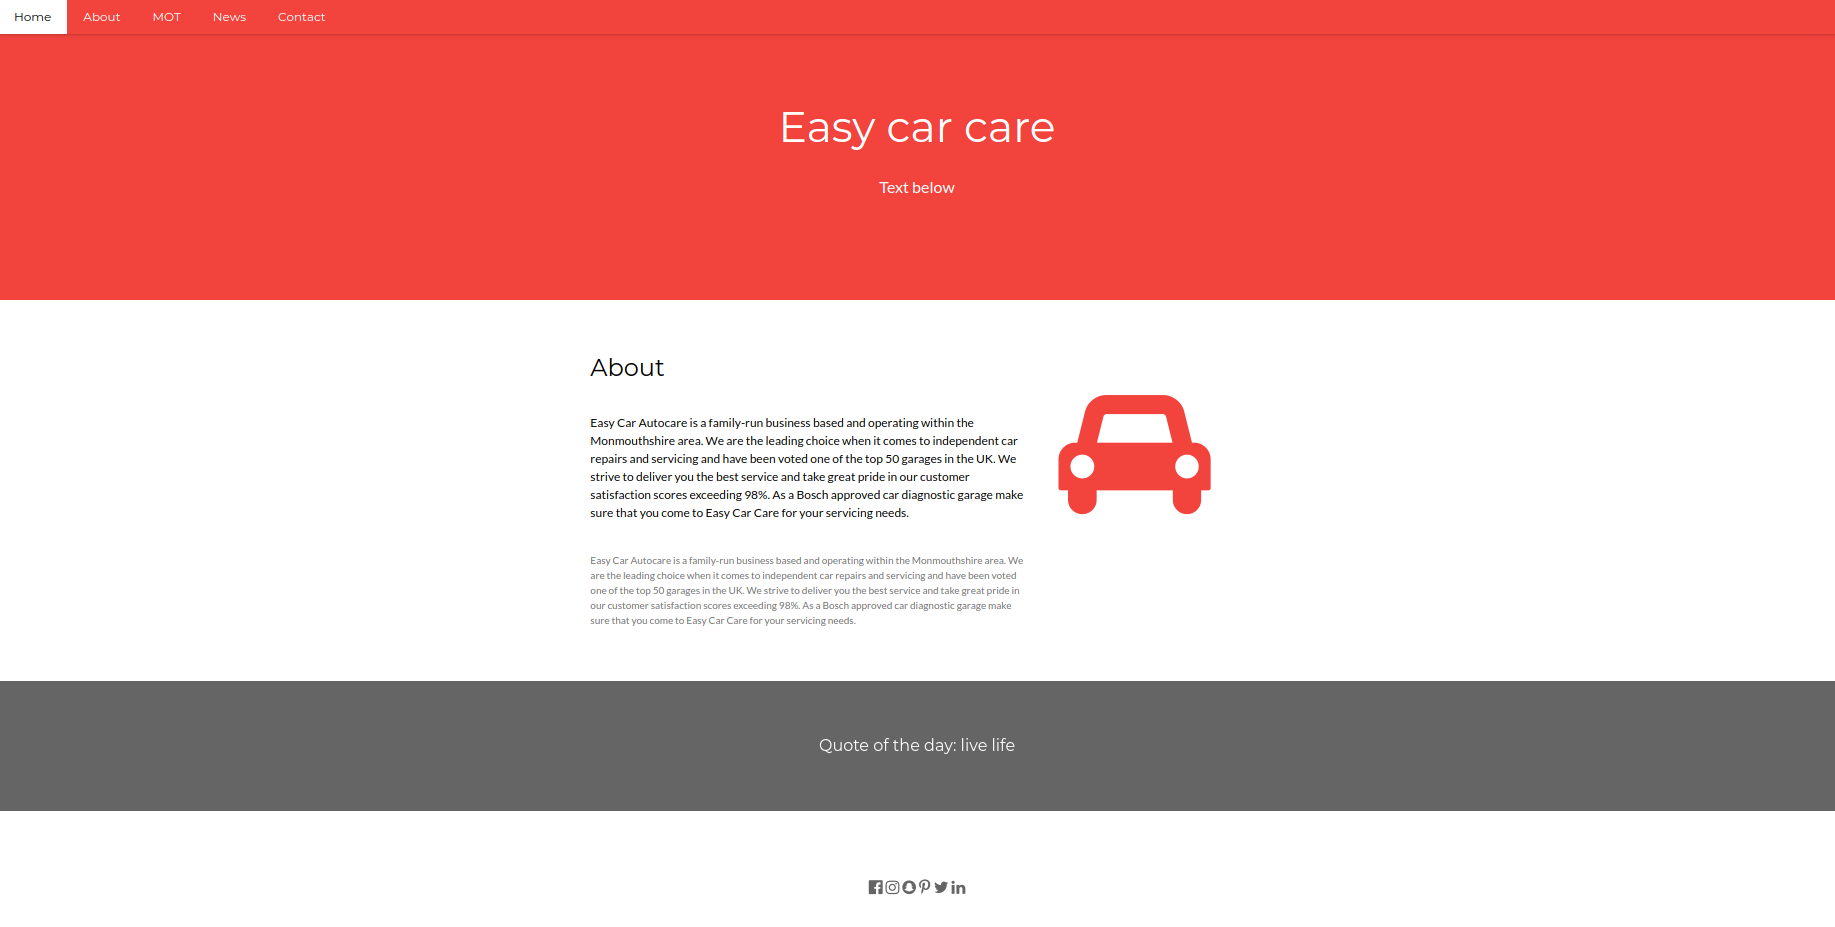 Home About MOT News Contact
Easy car care
Text below
About
Easy Car Autocare is a family-run business based and operating within the
Monmouthshire area. We are the leading choice when it comes to independent car
repairs and servicing and have been voted one of the top 50 garages in the UK. We
strive to deliver you the best service and take great pride in our customer
satisfaction scores exceeding 98%. As a Bosch approved car diagnostic garage make
sure that you come to Easy Car Care for your servicing needs.
Easy Car Autocare is a family-run business based and operating within the Monmouthshire area. We
are the leading choice when it comes to independent car repairs and servicing and have been voted
one of the top 50 garages in the UK. We strive to deliver you the best service and take great pride in
our customer satisfaction scores exceeding 98%. As a Bosch approved car diagnostic garage make
sure that you come to Easy Car Care for your servicing needs.
Quote of the day: live life